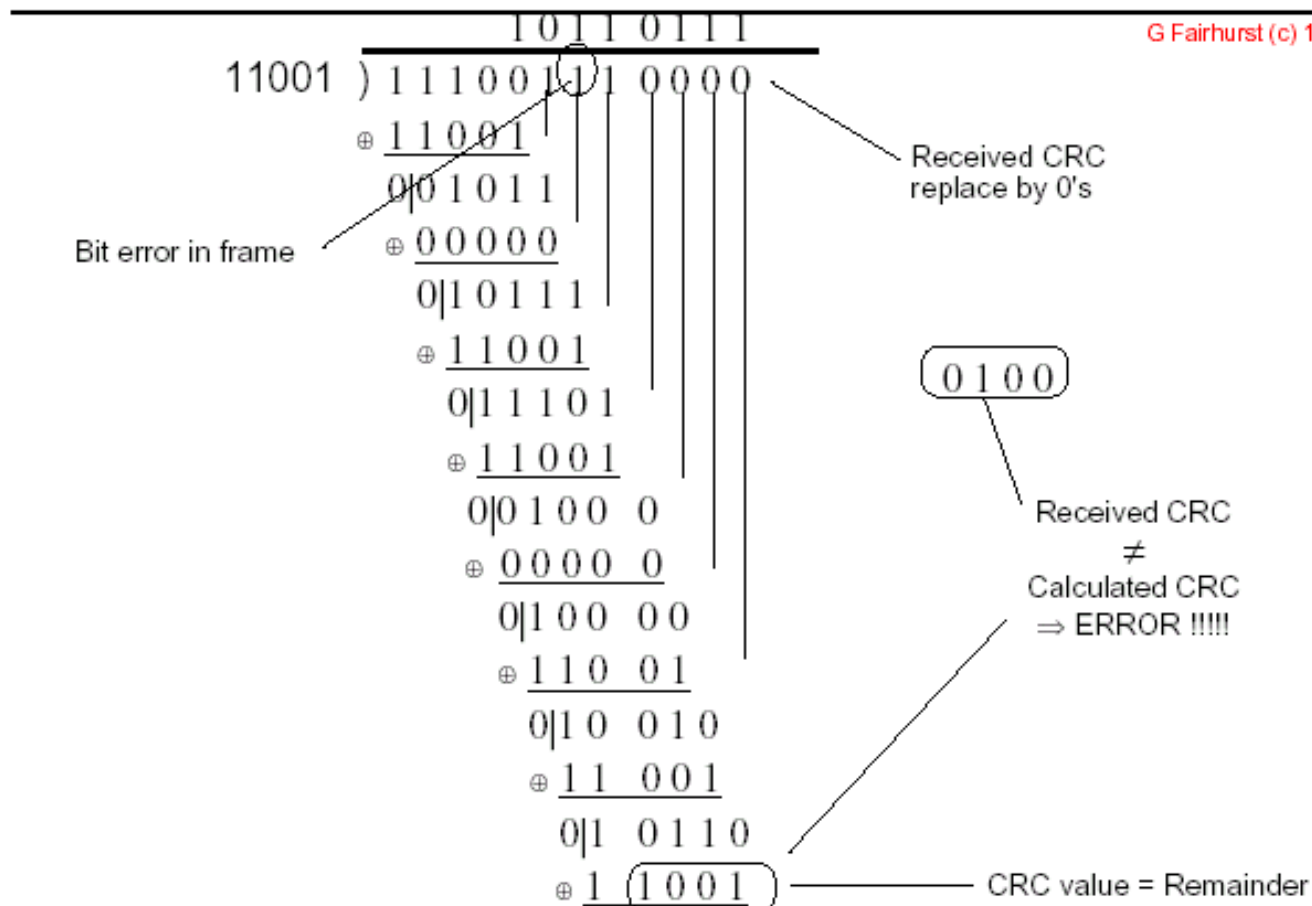 1 0 1 1 0 1 1 1
G Fairhurst (c) 1
11001 ) 1 1 1 0 0 1 1 1 0 0 0 0
⊕ 1 1 0 0 1
Received CRC
replace by 0's
0|0 1 0 1 1
Bit error in frame
⊕ 0 0 0 0 0
0|1 0 1 1 1
⊕ 1 1 0 0 1
0 1 0 0
0|1 1 1 0 1
⊕ 1 1 0 0 1
0|0 1 0 0 0
Received CRC
≠
⊕ 0 0 0 0 0
Calculated CRC
0|1 0 0 0 0
⇒ ERROR !!!!!
⊕ 1 1 0 0 1
0|1 0 0 1 0
⊕ 1 1 0 0 1
0|1 0 1 1 0
⊕ 1 1 0 0 1
CRC value = Remainder